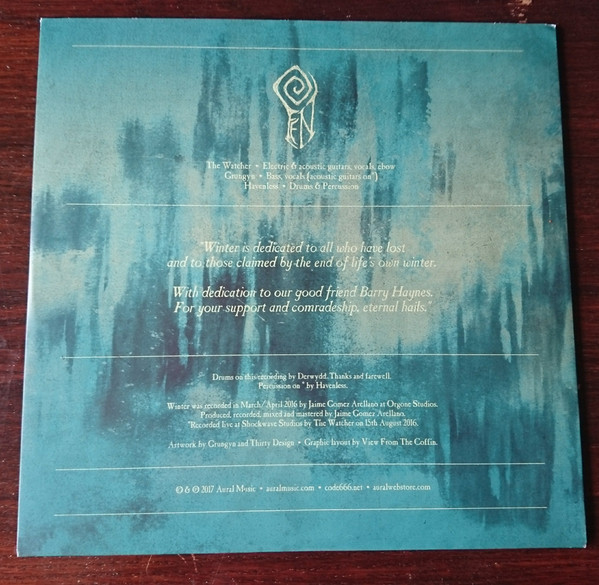 FEN
The Watcher • Electric & acoustic guitars, vocals, ebow
Grungyn • Bass, vocals (acoustic guitars on *)
Havenless • Drums & Percussion
"Winter is dedicated to all who have lost
and to those claimed by the end of life's own winter.
With dedication to our good friend Barry Haynes.
For your support and comradeship, eternal hails."
Drums on this recording by Derwydd. Thanks and farewell.
Percussion on * by Havenless.
Winter was recorded in March/April 2016 by Jaime Gomez Arellano at Orgone Studios.
Produced, recorded, mixed and mastered by Jaime Gomez Arellano.
*Recorded live at Shockwave Studios by The Watcher on 15th August 2016.
Artwork by Grungyn and Thirty Design • Graphic layout by View From The Coffin.
℗ & © 2017 Aural Music • auralmusic.com • code666.net • auralwebstore.com